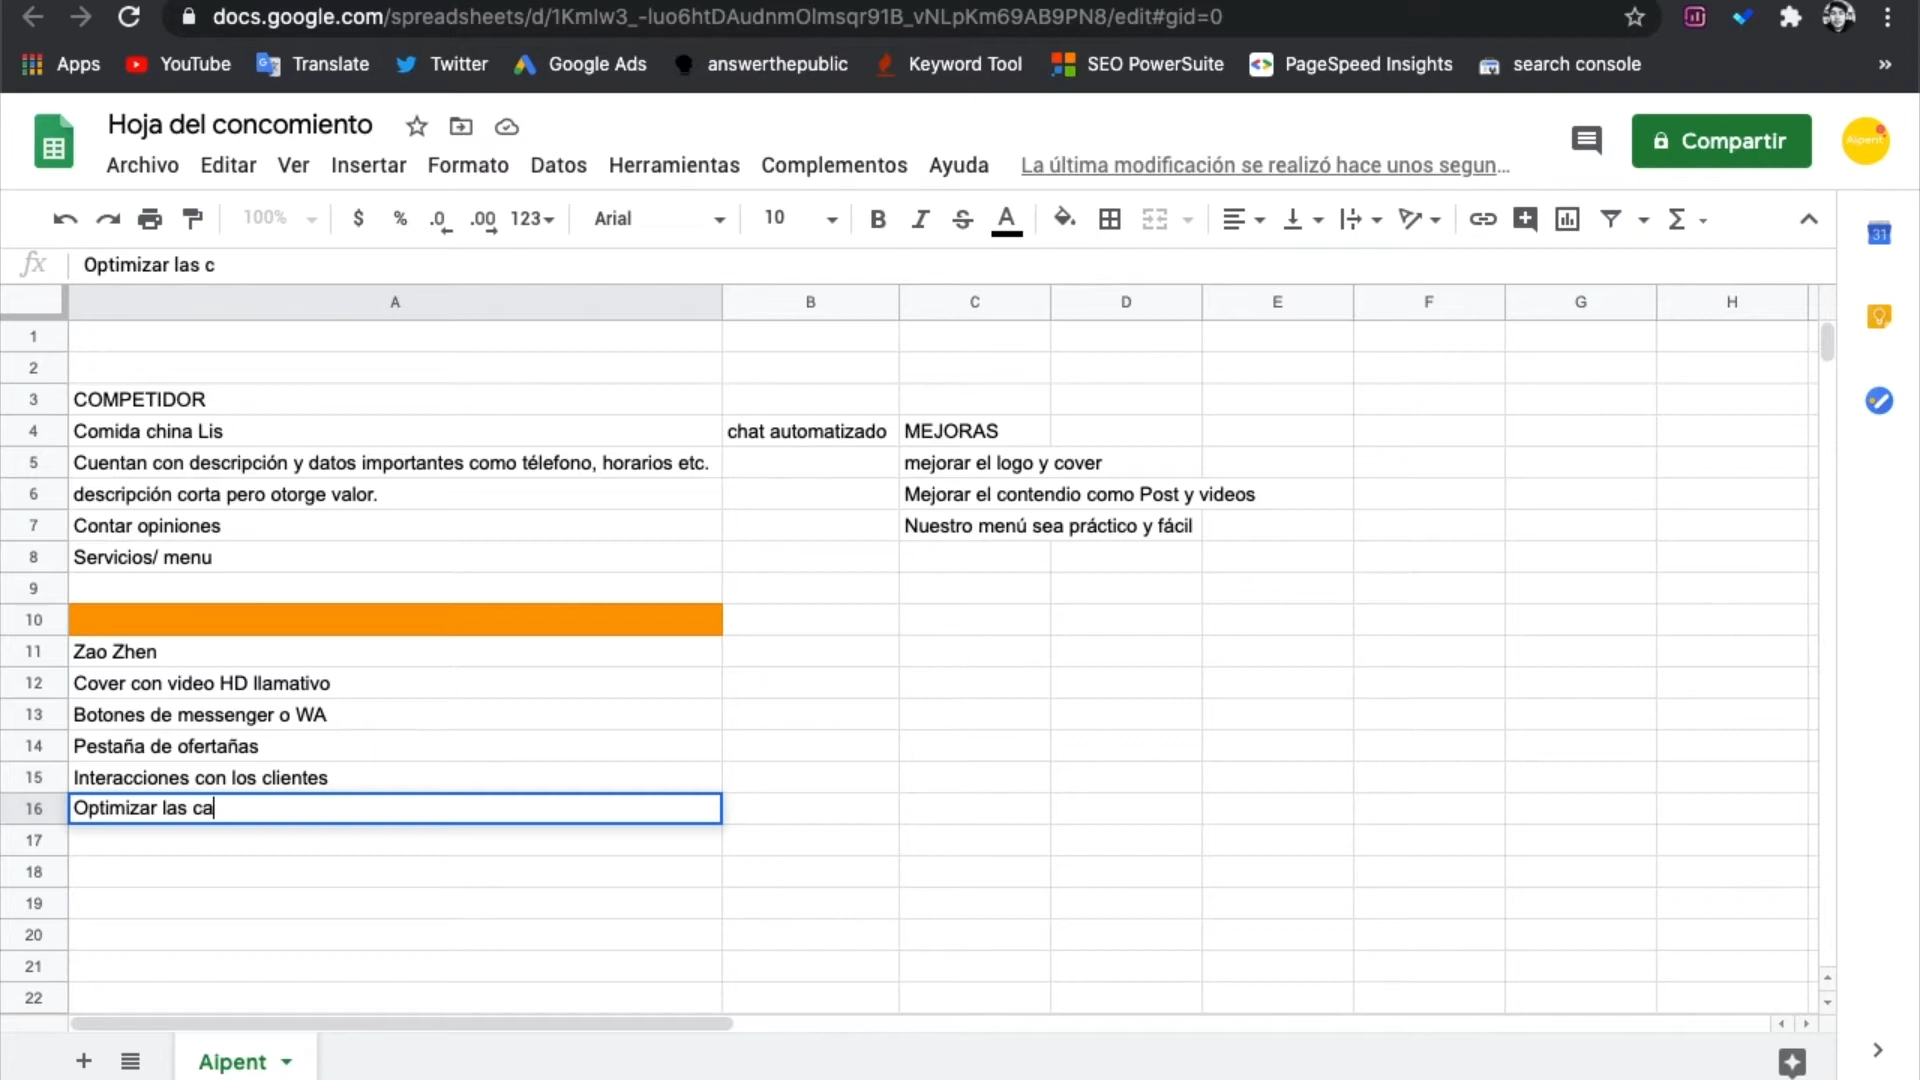 docs.google.com/spreadsheets/d/1Kmlw3_-luo6htDAudnmOlmsqr91B_vNLpKm69AB9PN8/edit#gid=0
Apps YouTube Translate Twitter Google Ads answerthepublic Keyword Tool SEO PowerSuite PageSpeed Insights search console »
Hoja del concomiento
Compartir
Aipent
Archivo Editar Ver Insertar Formato Datos Herramientas Complementos Ayuda La última modificación se realizó hace unos segun...
100% $ % .0 .00 123 Arial 10 B I S A Σ
31
fx Optimizar las c
A B C D E F G H
1
2
3 COMPETIDOR
4 Comida china Lis chat automatizado MEJORAS
5 Cuentan con descripción y datos importantes como télefono, horarios etc. mejorar el logo y cover
6 descripción corta pero otorge valor. Mejorar el contendio como Post y videos
7 Contar opiniones Nuestro menú sea práctico y fácil
8 Servicios/ menu
9
10
11 Zao Zhen
12 Cover con video HD llamativo
13 Botones de messenger o WA
14 Pestaña de ofertañas
15 Interacciones con los clientes
16 Optimizar las ca
17
18
19
20
21
22
Aipent